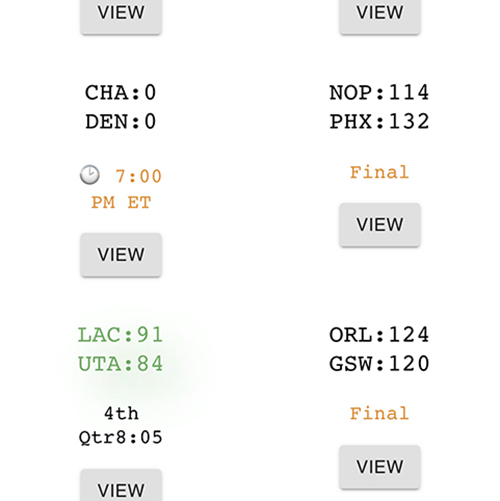 VIEW
VIEW
CHA:0
DEN:0
7:00
PM ET
VIEW
NOP:114
PHX:132
Final
VIEW
LAC:91
UTA:84
4th
Qtr8:05
VIEW
ORL:124
GSW:120
Final
VIEW